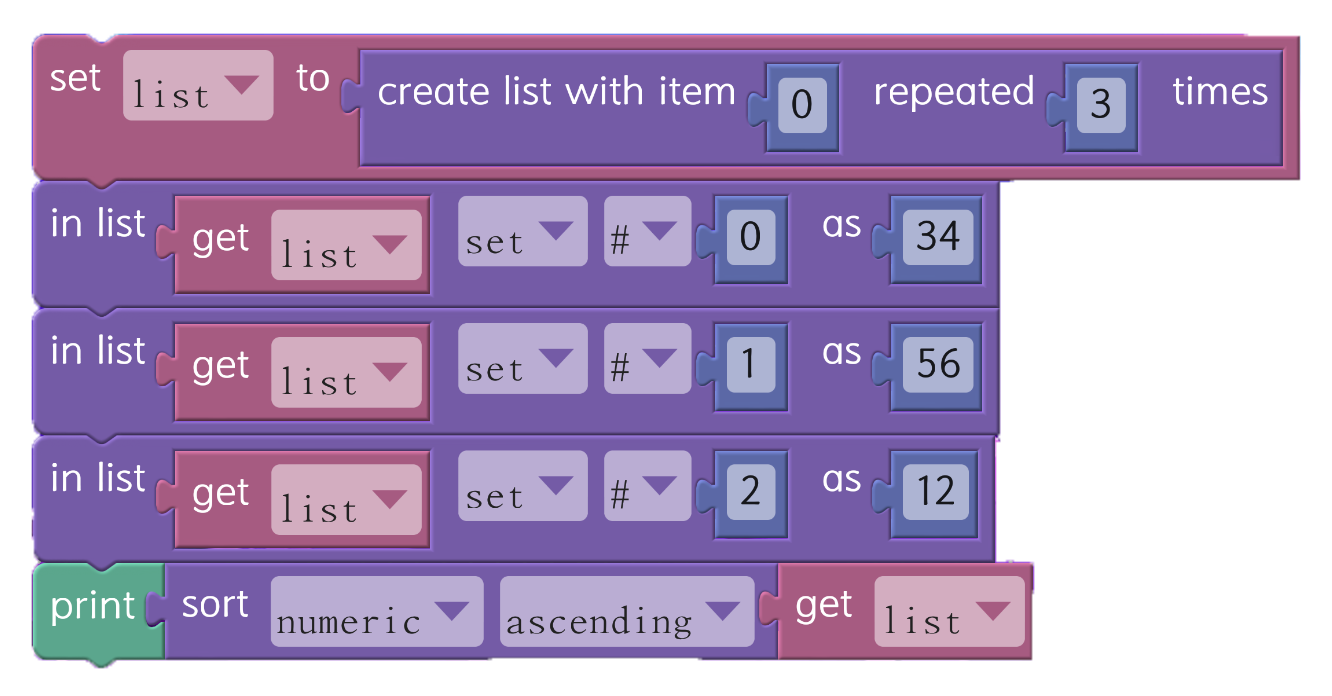 set list to create list with item 0 repeated 3 times
in list get list set # 0 as 34
in list get list set # 1 as 56
in list get list set # 2 as 12
print sort numeric ascending get list